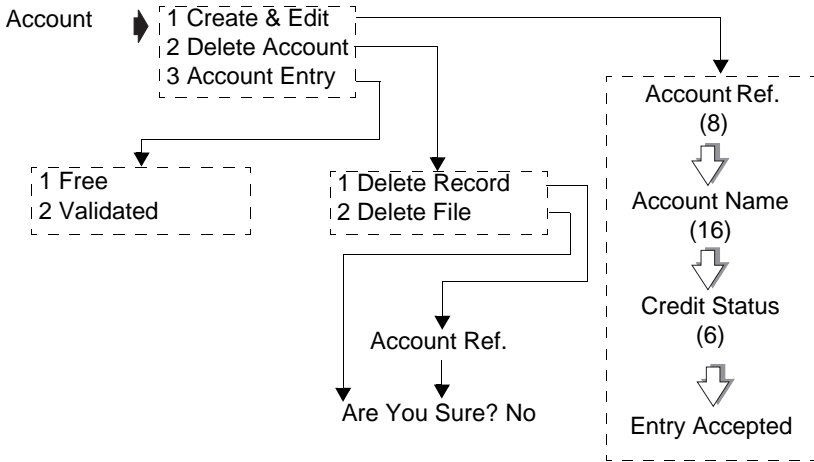 Account
1 Create & Edit
2 Delete Account
3 Account Entry
1 Free
2 Validated
1 Delete Record
2 Delete File
Account Ref.
Are You Sure? No
Account Ref.
(8)
Account Name
(16)
Credit Status
(6)
Entry Accepted